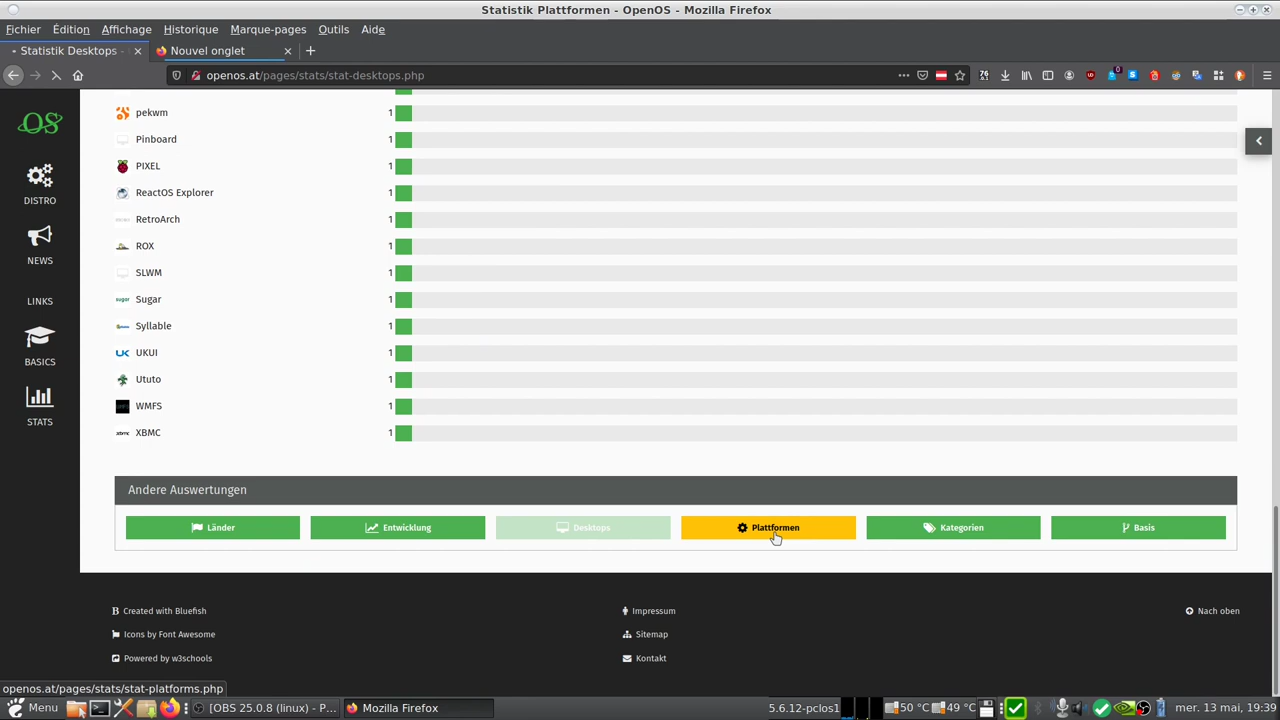 Statistik Plattformen - OpenOS - Mozilla Firefox
Fichier Édition Affichage Historique Marque-pages Outils Aide
Statistik Desktops -
Nouvel onglet
openos.at/pages/stats/stat-desktops.php
OS
DISTRO
NEWS
LINKS
BASICS
STATS
pekwm 1
Pinboard 1
PIXEL 1
ReactOS Explorer 1
RetroArch 1
ROX 1
SLWM 1
Sugar 1
Syllable 1
UKUI 1
Ututo 1
WMFS 1
XBMC 1
Andere Auswertungen
Länder Entwicklung Desktops Plattformen Kategorien Basis
Created with Bluefish Impressum Nach oben
Icons by Font Awesome Sitemap
Powered by w3schools Kontakt
openos.at/pages/stats/stat-platforms.php
Menu [OBS 25.0.8 (linux) - P... Mozilla Firefox 5.6.12-pclos1 50 °C 49 °C mer. 13 mai, 19:39